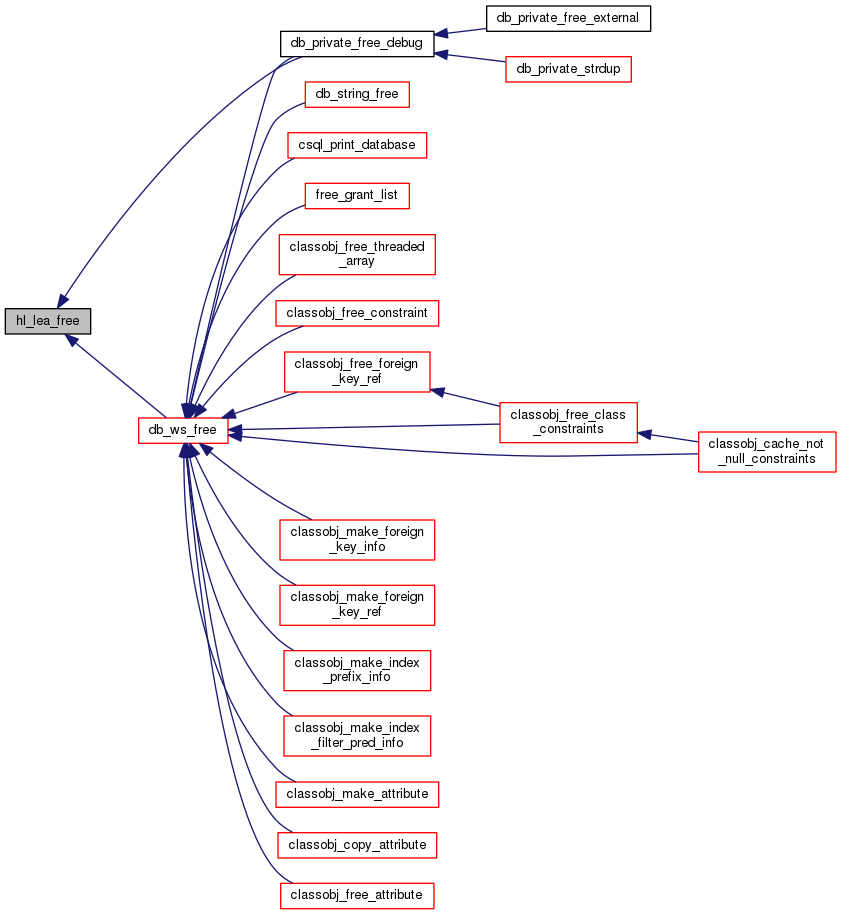 db_private_free_external
db_private_free_debug
db_private_strdup
db_string_free
csql_print_database
free_grant_list
classobj_free_threaded
_array
hl_lea_free
classobj_free_constraint
classobj_free_foreign
_key_ref
db_ws_free
classobj_free_class
_constraints
classobj_cache_not
_null_constraints
classobj_make_foreign
_key_info
classobj_make_foreign
_key_ref
classobj_make_index
_prefix_info
classobj_make_index
_filter_pred_info
classobj_make_attribute
classobj_copy_attribute
classobj_free_attribute